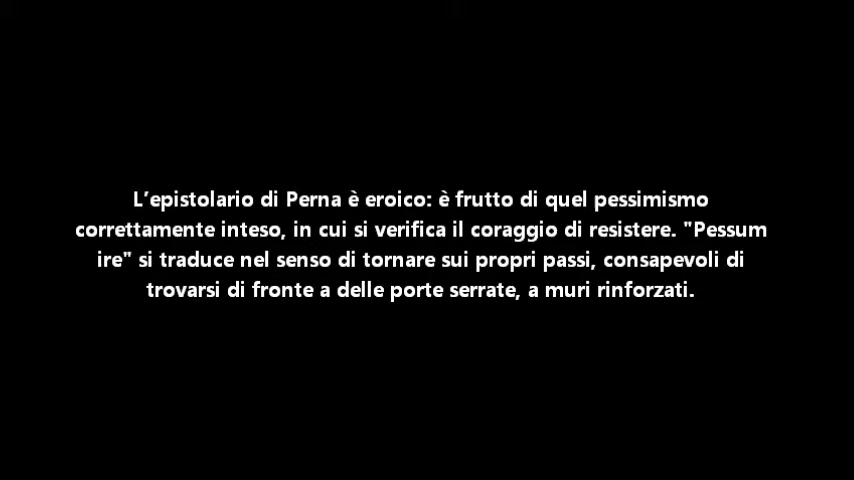 L’epistolario di Perna è eroico: è frutto di quel pessimismo
correttamente inteso, in cui si verifica il coraggio di resistere. "Pessum
ire" si traduce nel senso di tornare sui propri passi, consapevoli di
trovarsi di fronte a delle porte serrate, a muri rinforzati.